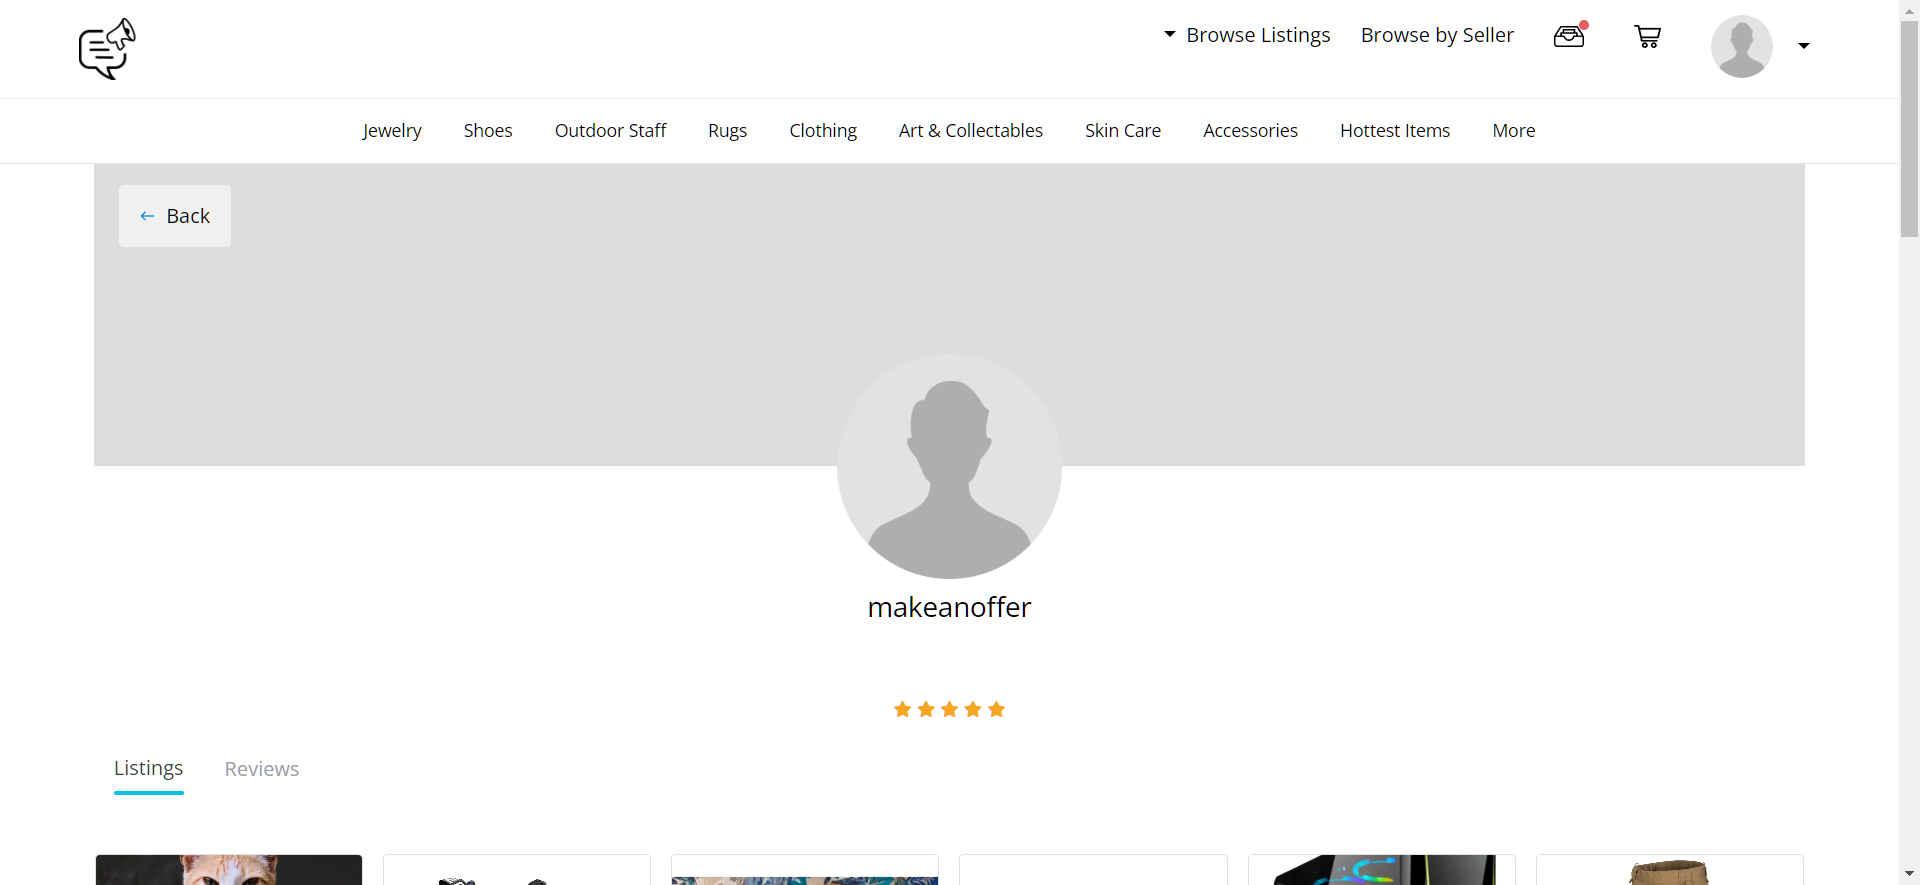 Browse Listings Browse by Seller
Jewelry Shoes Outdoor Staff Rugs Clothing Art & Collectables Skin Care Accessories Hottest Items More
Back
makeanoffer
Listings Reviews